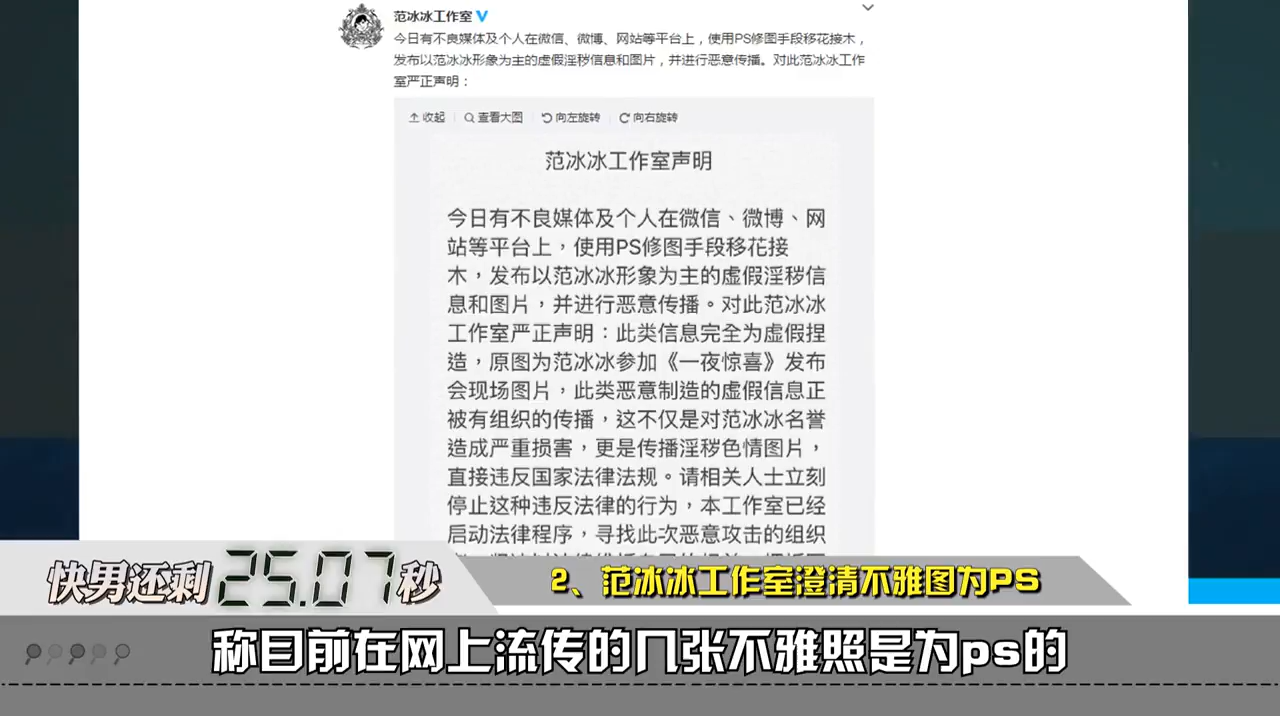 范冰冰工作室
今日有不良媒体及个人在微信、微博、网站等平台上，使用PS修图手段移花接木，
发布以范冰冰形象为主的虚假淫秽信息和图片，并进行恶意传播。对此范冰冰工作
室严正声明：
收起 查看大图 向左旋转 向右旋转
范冰冰工作室声明
今日有不良媒体及个人在微信、微博、网
站等平台上，使用PS修图手段移花接
木，发布以范冰冰形象为主的虚假淫秽信
息和图片，并进行恶意传播。对此范冰冰
工作室严正声明：此类信息完全为虚假捏
造，原图为范冰冰参加《一夜惊喜》发布
会现场图片，此类恶意制造的虚假信息正
被有组织的传播，这不仅是对范冰冰名誉
造成严重损害，更是传播淫秽色情图片，
直接违反国家法律法规。请相关人士立刻
停止这种违反法律的行为，本工作室已经
启动法律程序，寻找此次恶意攻击的组织
快男还剩25.07秒
2、范冰冰工作室澄清不雅图为PS
称目前在网上流传的几张不雅照是为ps的